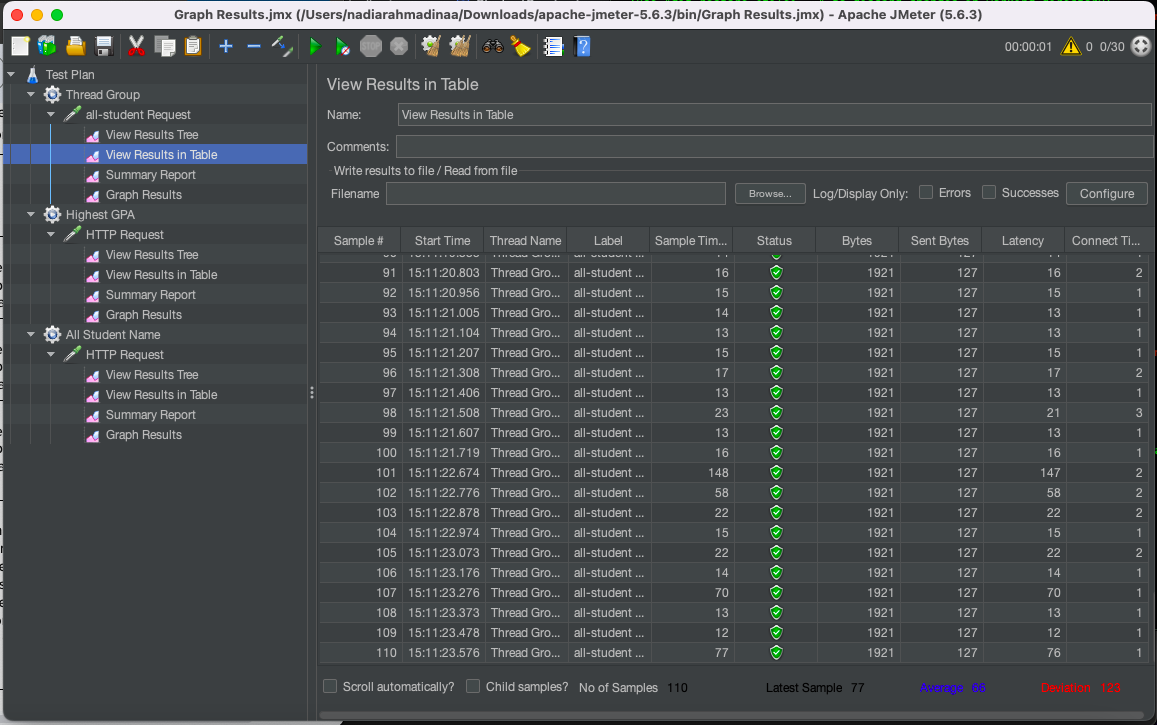 Graph Results.jmx (/Users/nadiarahmadinaa/Downloads/apache-jmeter-5.6.3/bin/Graph Results.jmx) - Apache JMeter (5.6.3)
STOP 00:00:01 0 0/30
Test Plan
Thread Group
all-student Request
View Results Tree
View Results in Table
Summary Report
Graph Results
Highest GPA
HTTP Request
View Results Tree
View Results in Table
Summary Report
Graph Results
All Student Name
HTTP Request
View Results Tree
View Results in Table
Summary Report
Graph Results
View Results in Table
Name: View Results in Table
Comments:
Write results to file / Read from file
Filename Browse... Log/Display Only: Errors Successes Configure
Sample # Start Time Thread Name Label Sample Tim... Status Bytes Sent Bytes Latency Connect Ti...
91 15:11:20.803 Thread Gro... all-student ... 16 1921 127 16 2
92 15:11:20.956 Thread Gro... all-student ... 15 1921 127 15 1
93 15:11:21.005 Thread Gro... all-student ... 14 1921 127 13 1
94 15:11:21.104 Thread Gro... all-student ... 13 1921 127 13 1
95 15:11:21.207 Thread Gro... all-student ... 15 1921 127 15 1
96 15:11:21.308 Thread Gro... all-student ... 17 1921 127 17 2
97 15:11:21.406 Thread Gro... all-student ... 13 1921 127 13 1
98 15:11:21.508 Thread Gro... all-student ... 23 1921 127 21 3
99 15:11:21.607 Thread Gro... all-student ... 13 1921 127 13 1
100 15:11:21.719 Thread Gro... all-student ... 16 1921 127 16 1
101 15:11:22.674 Thread Gro... all-student ... 148 1921 127 147 2
102 15:11:22.776 Thread Gro... all-student ... 58 1921 127 58 2
103 15:11:22.878 Thread Gro... all-student ... 22 1921 127 22 2
104 15:11:22.974 Thread Gro... all-student ... 15 1921 127 15 1
105 15:11:23.073 Thread Gro... all-student ... 22 1921 127 22 2
106 15:11:23.176 Thread Gro... all-student ... 14 1921 127 14 1
107 15:11:23.276 Thread Gro... all-student ... 70 1921 127 70 1
108 15:11:23.373 Thread Gro... all-student ... 13 1921 127 13 1
109 15:11:23.478 Thread Gro... all-student ... 12 1921 127 12 1
110 15:11:23.576 Thread Gro... all-student ... 77 1921 127 76 1
Scroll automatically? Child samples? No of Samples 110 Latest Sample 77 Average 66 Deviation 123